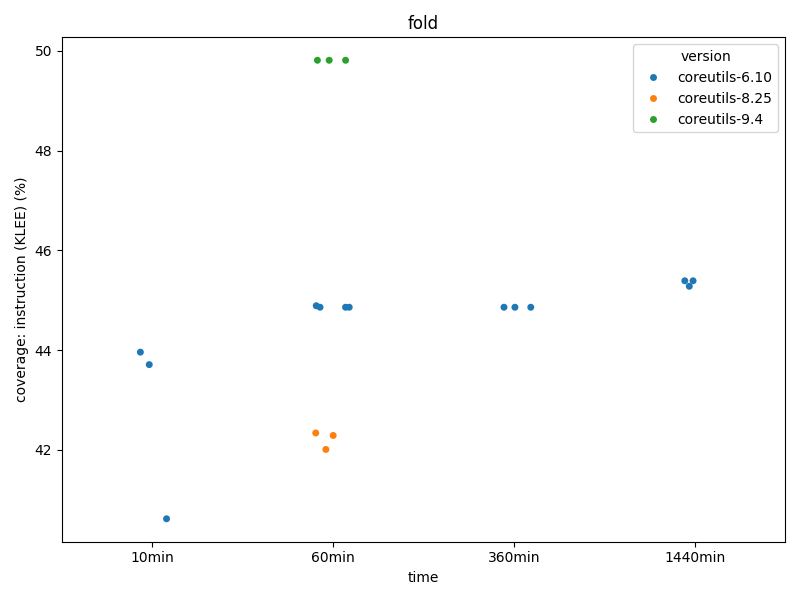 fold
coverage: instruction (KLEE) (%)
50
48
46
44
42
version
coreutils-6.10
coreutils-8.25
coreutils-9.4
10min
60min
360min
1440min
time